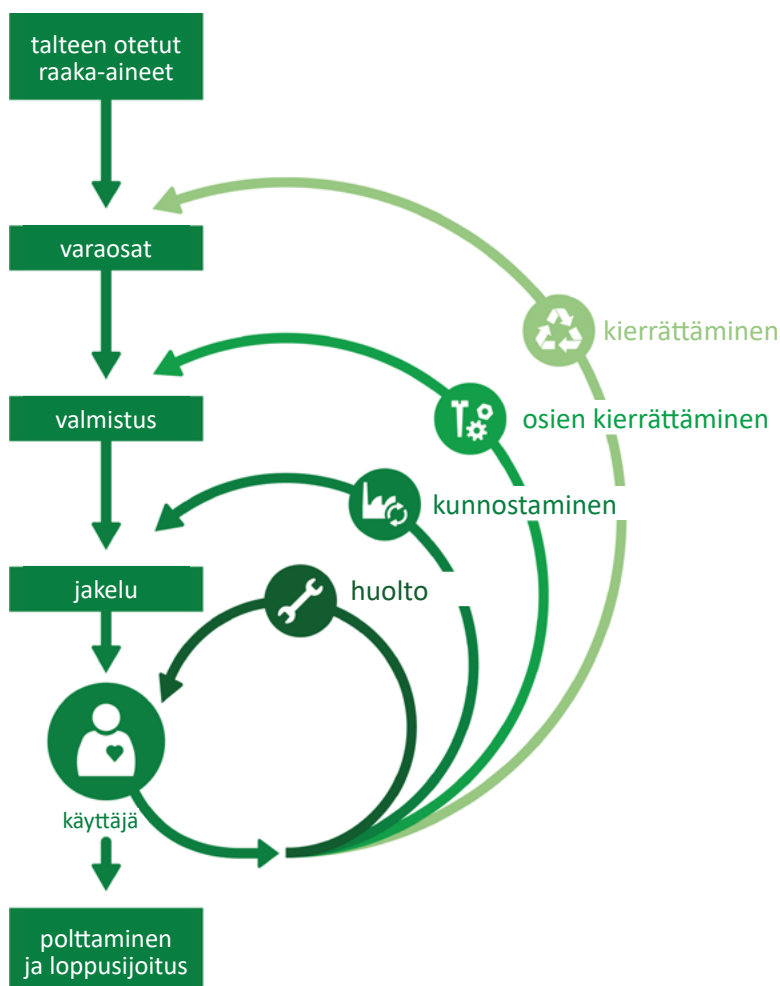 talteen otetut
raaka-aineet
varaosat
kierrättäminen
valmistus
osien kierrättäminen
kunnostaminen
jakelu
huolto
käyttäjä
polttaminen
ja loppusijoitus